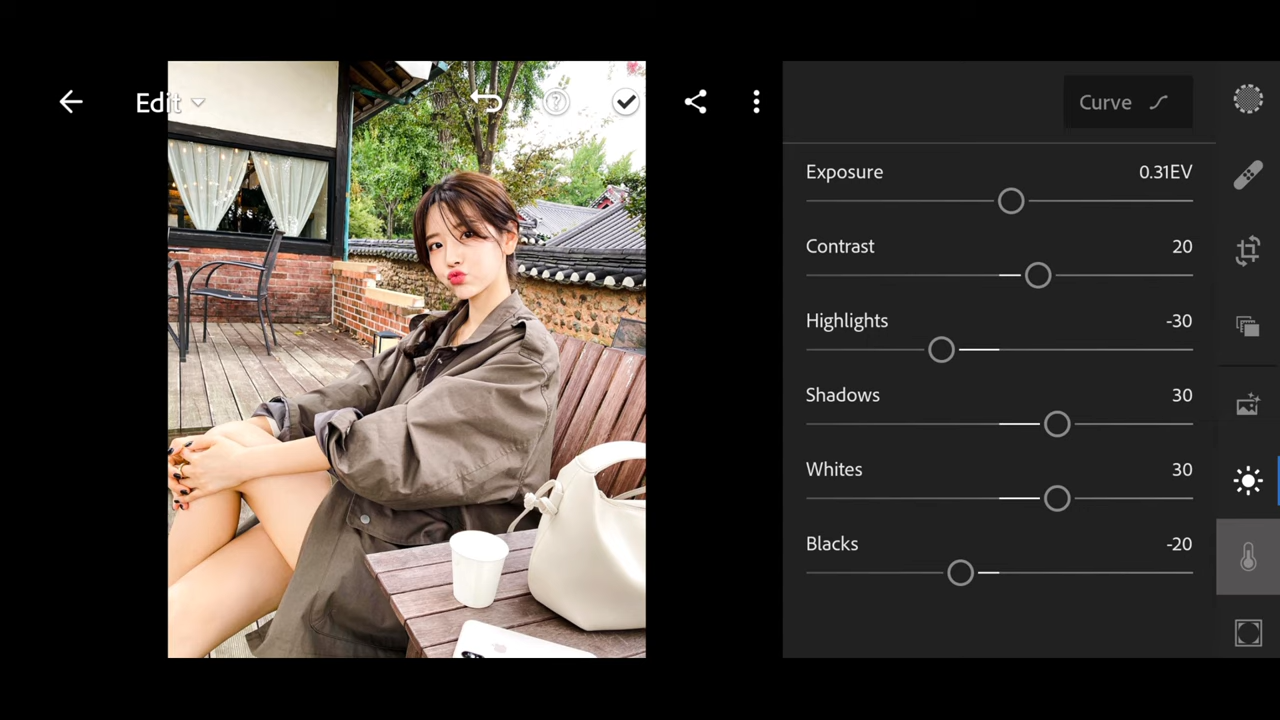 Edit
Curve
Exposure 0.31EV
Contrast 20
Highlights -30
Shadows 30
Whites 30
Blacks -20